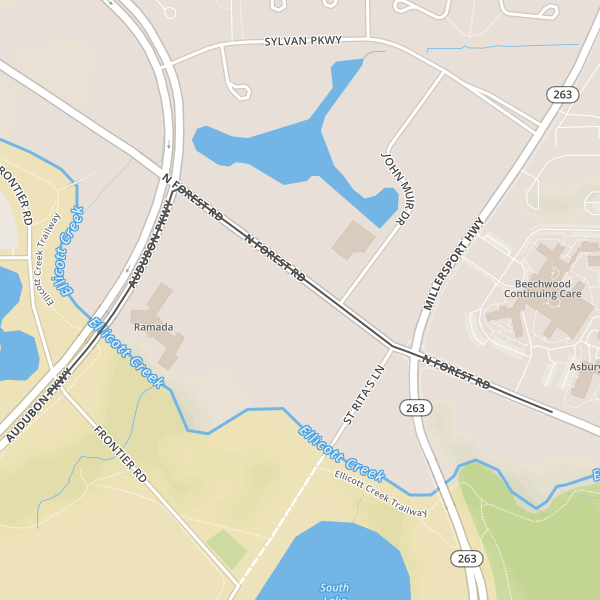 SYLVAN PKWY
263
JOHN MUIR DR
N FOREST RD
FRONTIER RD
Ellicott Creek Trailway
Ellicott Creek
AUDUBON PKWY
N FOREST RD
MILLERSPORT HWY
Beechwood
Continuing Care
Ramada
Ellicott Creek
N FOREST RD
Asbury
ST RITA'S LN
AUDUBON PKWY
263
FRONTIER RD
Ellicott Creek
Ellicott Creek Trailway
E
263
South
Lake